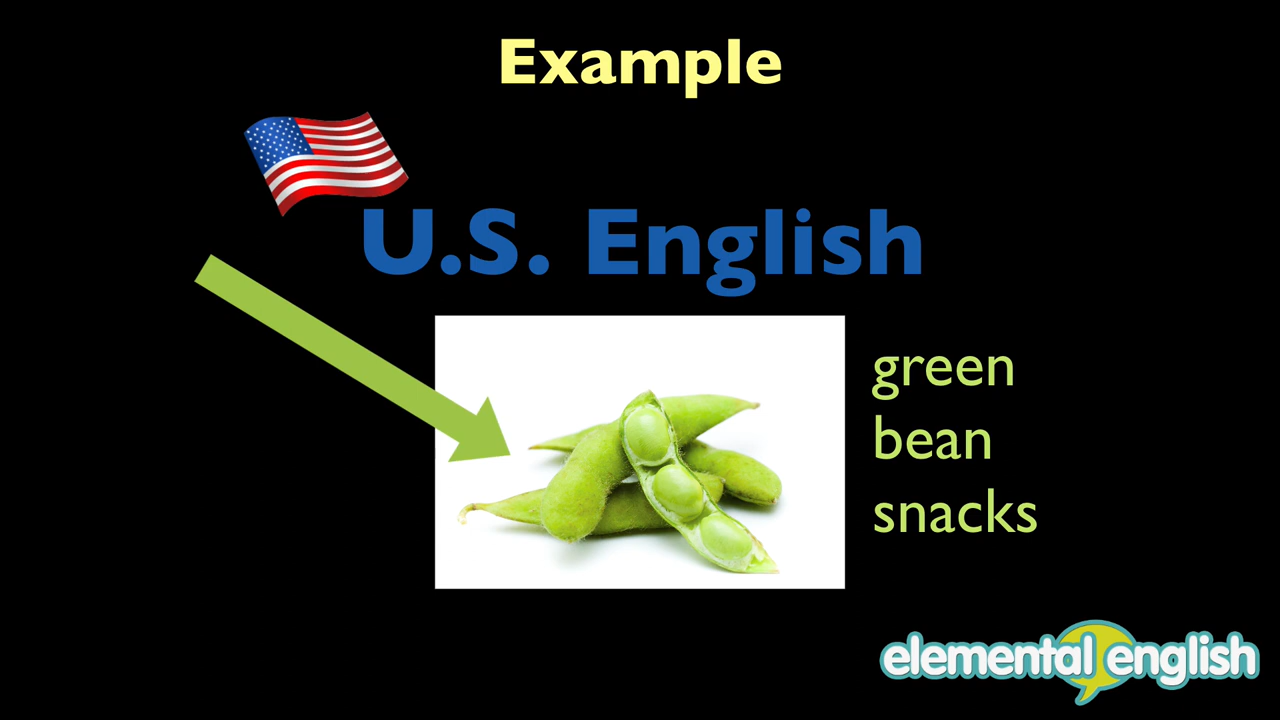 Example
U.S. English
green
bean
snacks
elemental english